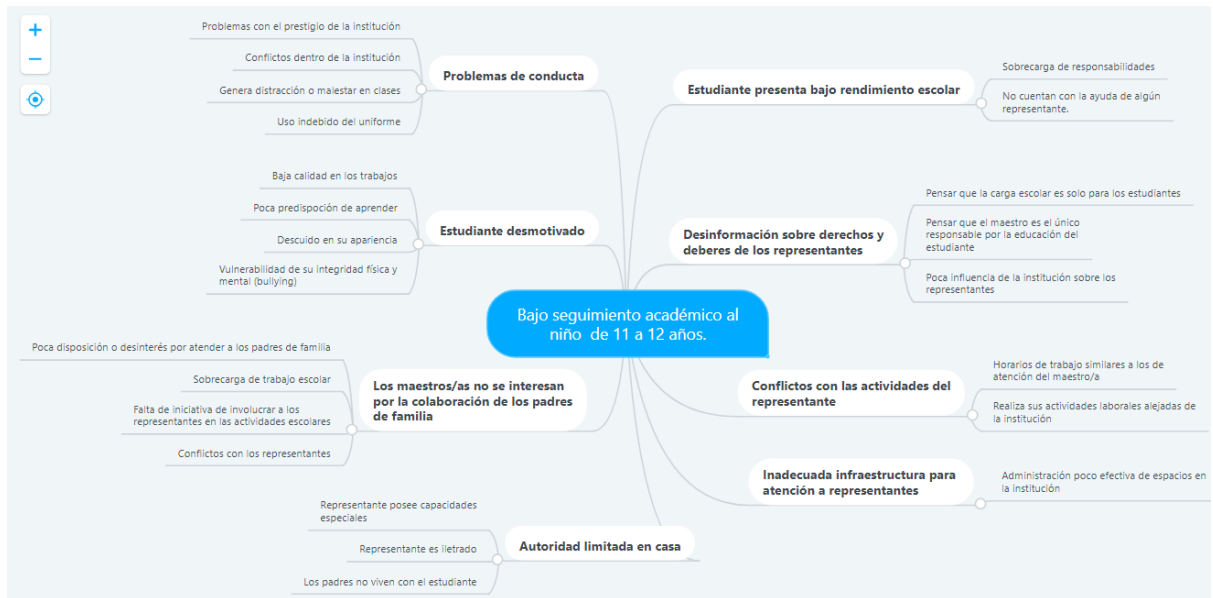 Problemas con el prestigio de la institución
Conflictos dentro de la institución
Genera distracción o malestar en clases
Uso indebido del uniforme
Problemas de conducta
Baja calidad en los trabajos
Poca predispoción de aprender
Descuido en su apariencia
Vulnerabilidad de su integridad física y
mental (bullying)
Estudiante desmotivado
Poca disposición o desinterés por atender a los padres de familia
Sobrecarga de trabajo escolar
Falta de iniciativa de involucrar a los
representantes en las actividades escolares
Conflictos con los representantes
Los maestros/as no se interesan
por la colaboración de los padres
de familia
Representante posee capacidades
especiales
Representante es iletrado
Los padres no viven con el estudiante
Autoridad limitada en casa
Bajo seguimiento académico al
niño de 11 a 12 años.
Estudiante presenta bajo rendimiento escolar
Sobrecarga de responsabilidades
No cuentan con la ayuda de algún
representante.
Desinformación sobre derechos y
deberes de los representantes
Pensar que la carga escolar es solo para los estudiantes
Pensar que el maestro es el único
responsable por la educación del
estudiante
Poca influencia de la institución sobre los
representantes
Conflictos con las actividades del
representante
Horarios de trabajo similares a los de
atención del maestro/a
Realiza sus actividades laborales alejadas de
la institución
Inadecuada infraestructura para
atención a representantes
Administración poco efectiva de espacios en
la institución